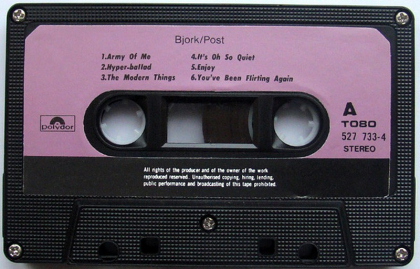 Bjork/Post
1.Army Of Me
2.Hyper-ballad
3.The Modern Things
4.It's Oh So Quiet
5.Enjoy
6.You've Been Flirting Again
A
TOBO
527 733-4
STEREO
Polydor
All rights of the producer and of the owner of the work
reproduced reserved. Unauthorised copying, hiring, lending,
public performance and broadcasting of this tape prohibited.